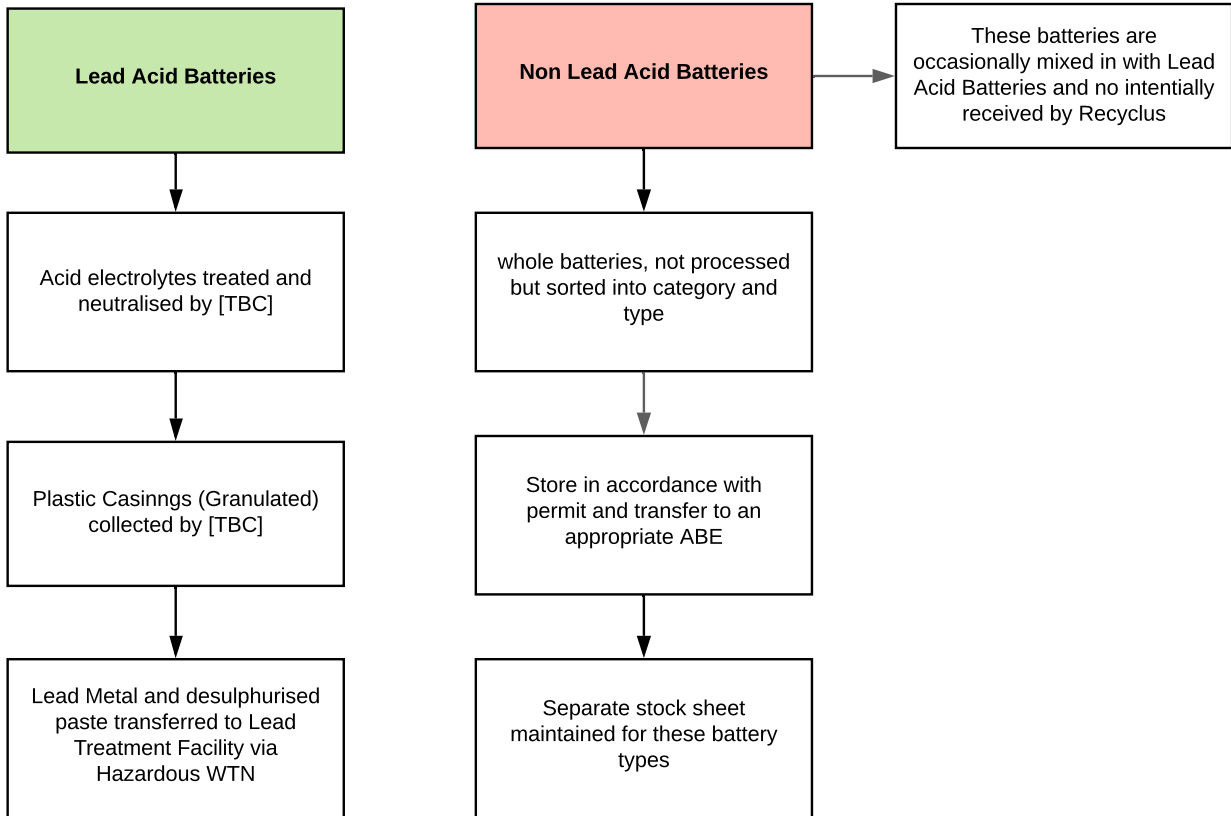 Lead Acid Batteries
Acid electrolytes treated and
neutralised by [TBC]
Plastic Casinngs (Granulated)
collected by [TBC]
Lead Metal and desulphurised
paste transferred to Lead
Treatment Facility via
Hazardous WTN
Non Lead Acid Batteries
whole batteries, not processed
but sorted into category and
type
Store in accordance with
permit and transfer to an
appropriate ABE
Separate stock sheet
maintained for these battery
types
These batteries are
occasionally mixed in with Lead
Acid Batteries and no intentially
received by Recyclus